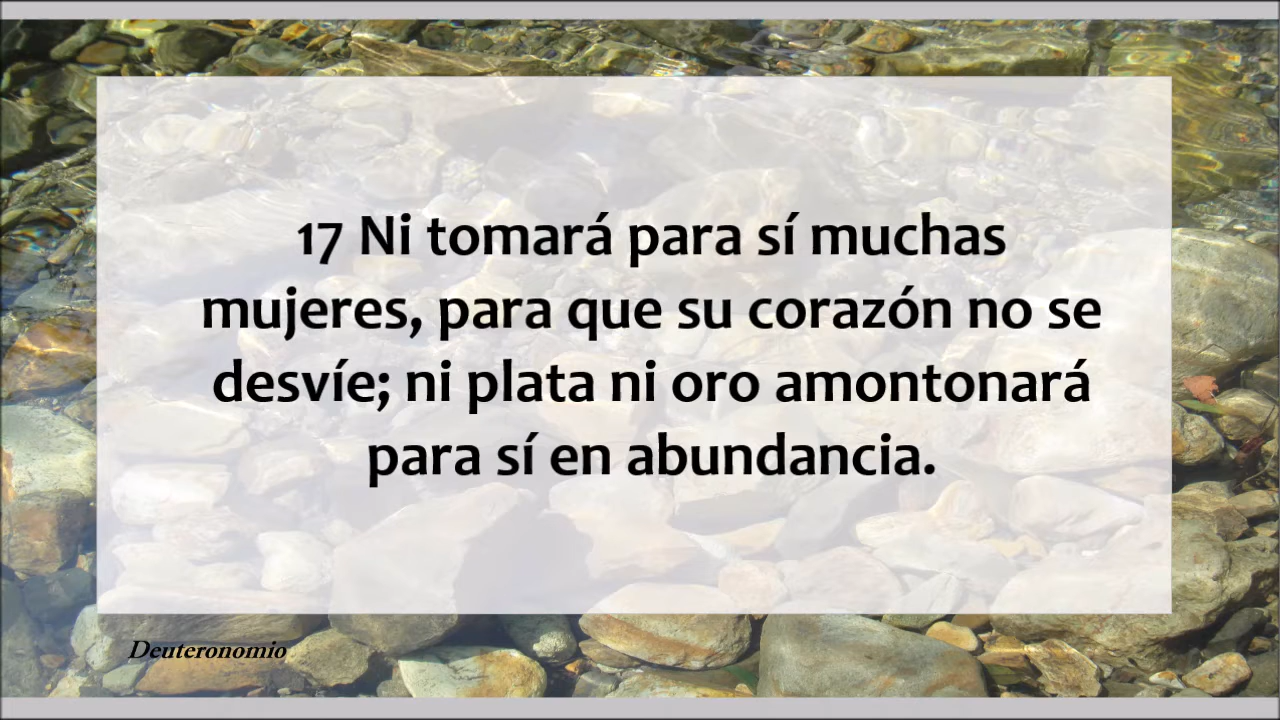 17 Ni tomará para sí muchas
mujeres, para que su corazón no se
desvíe; ni plata ni oro amontonará
para sí en abundancia.
Deuteronomio